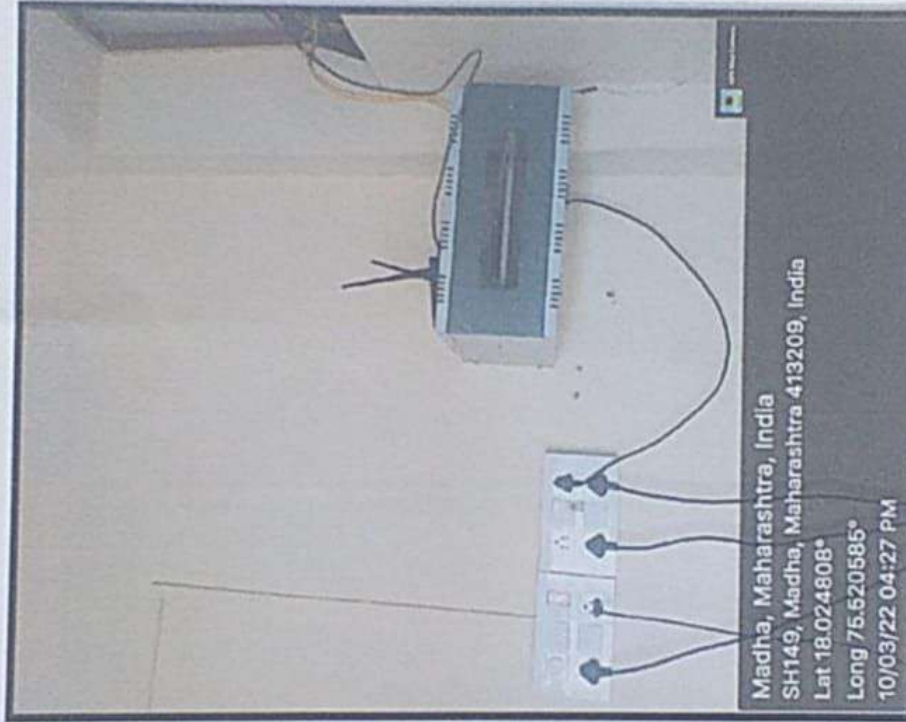 Madha, Maharashtra, India
SH149, Madha, Maharashtra 413209, India
Lat 18.024808°
Long 75.520585°
10/03/22 04:27 PM